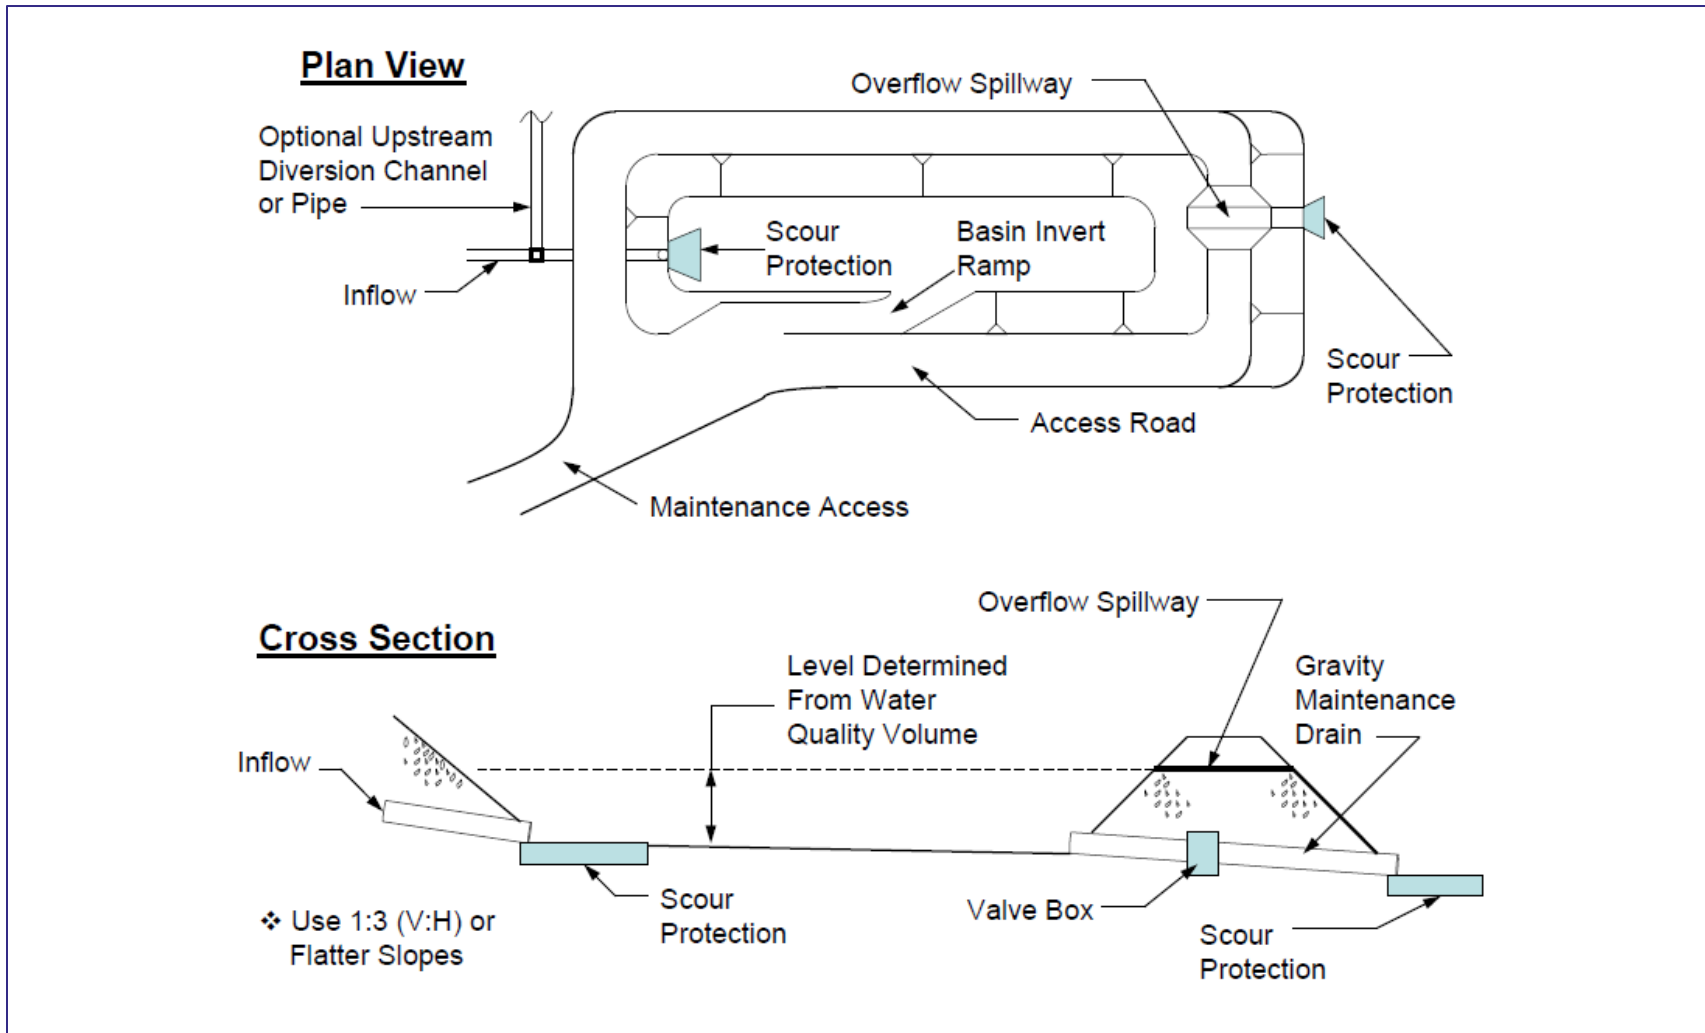 Plan View
Overflow Spillway
Optional Upstream
Diversion Channel
or Pipe
Scour
Protection
Basin Invert
Ramp
Inflow
Scour
Protection
Access Road
Maintenance Access
Overflow Spillway
Cross Section
Level Determined
From Water
Quality Volume
Gravity
Maintenance
Drain
Inflow
Scour
Protection
Valve Box
Scour
Protection
❖ Use 1:3 (V:H) or
Flatter Slopes